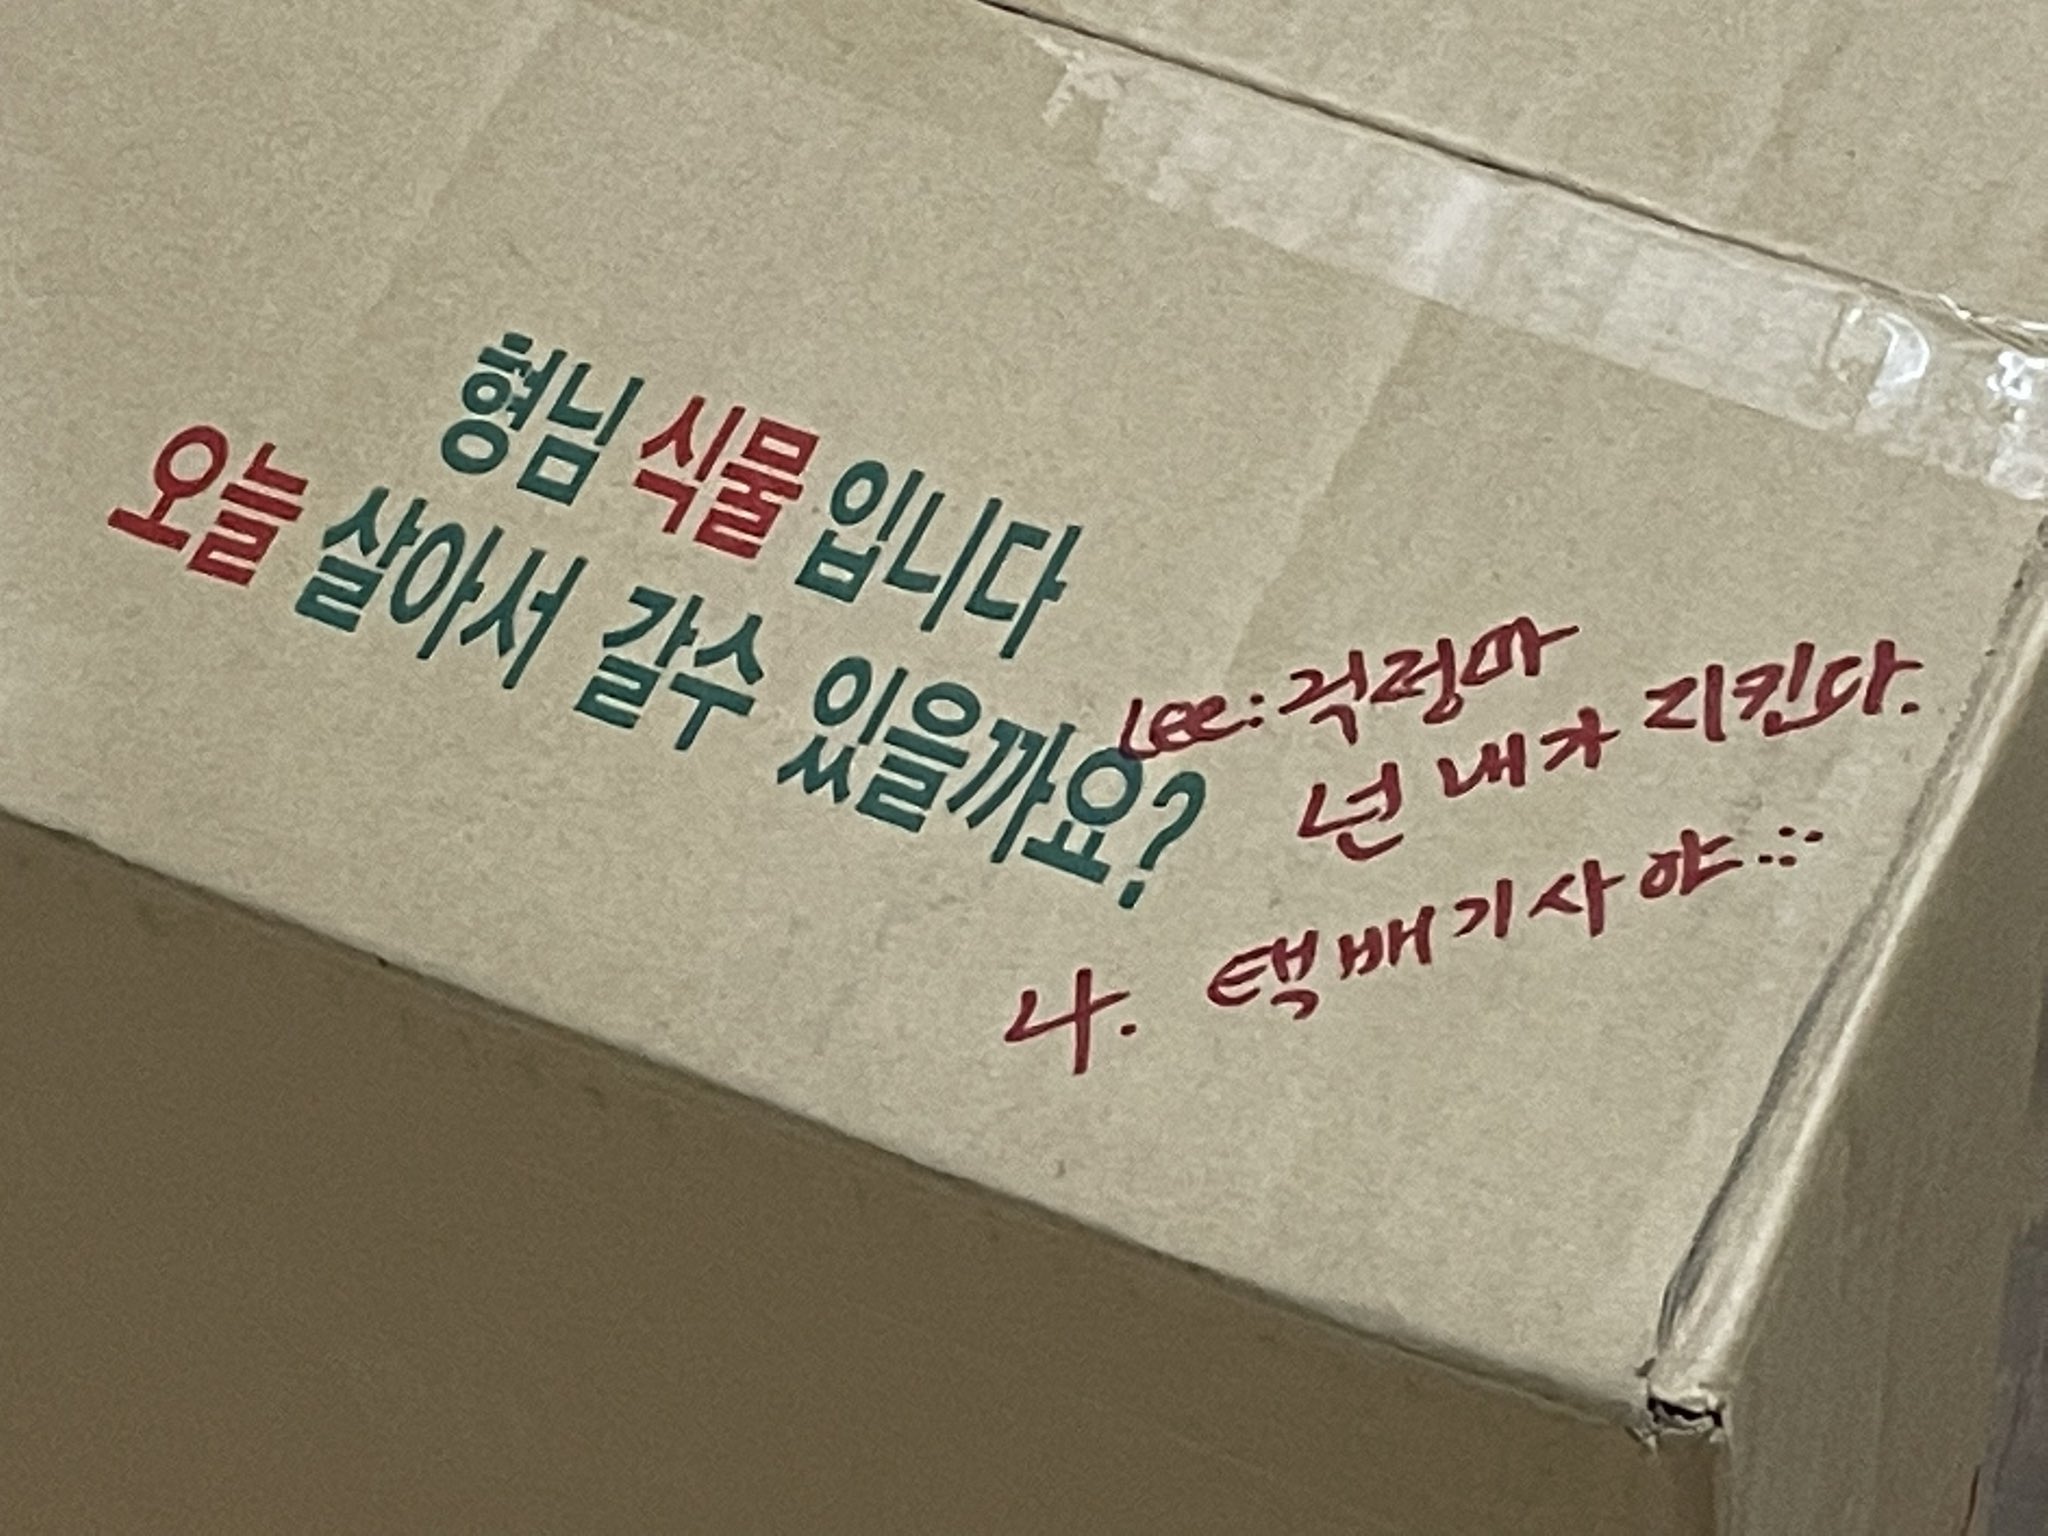 형님 식물 입니다
오늘 살아서 갈수 있을까요?
Lee: 걱정마
넌 내가 지킨다.
나. 택배기사야...